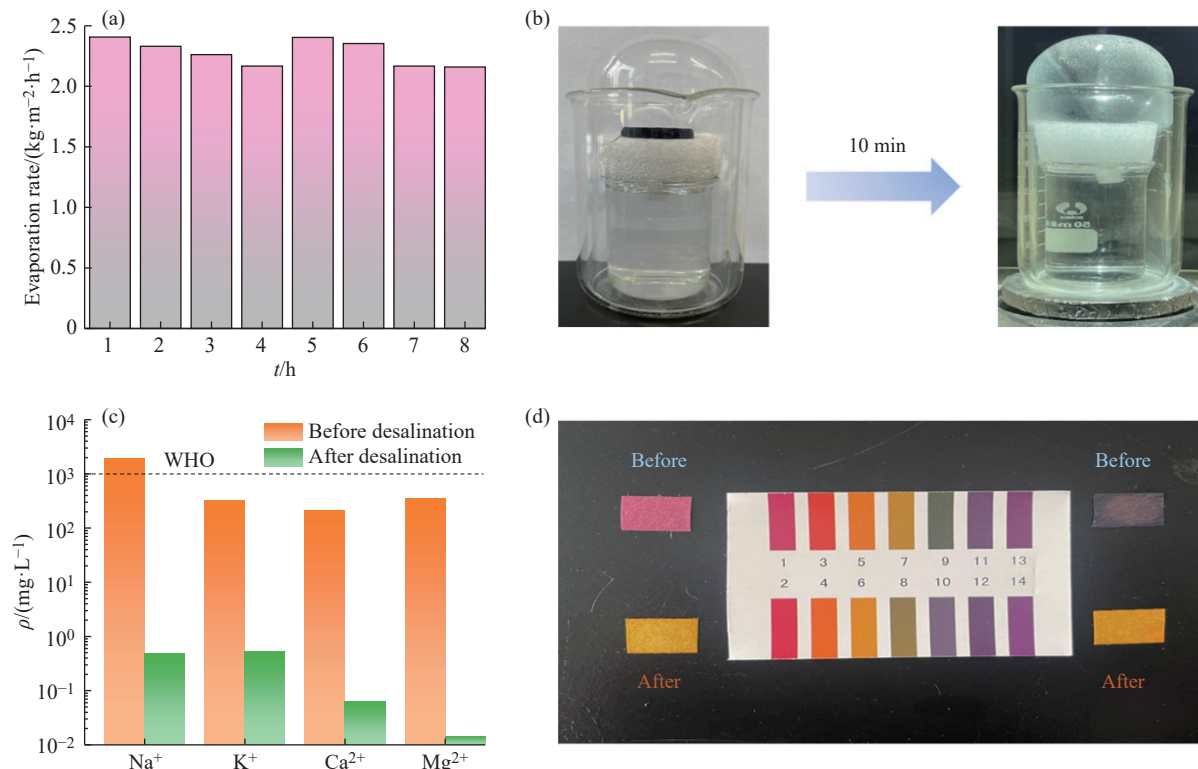 (a)
2.5
2.0
1.5
1.0
0.5
0
Evaporation rate/(kg·m−2·h−1)
1 2 3 4 5 6 7 8
t/h
(b)
10 min
50 m
(c)
10⁴
10³
10²
10¹
10⁰
10⁻¹
10⁻²
ρ/(mg·L⁻¹)
Before desalination
After desalination
WHO
Na⁺ K⁺ Ca²⁺ Mg²⁺
(d)
Before
Before
1 3 5 7 9 11 13
2 4 6 8 10 12 14
After
After